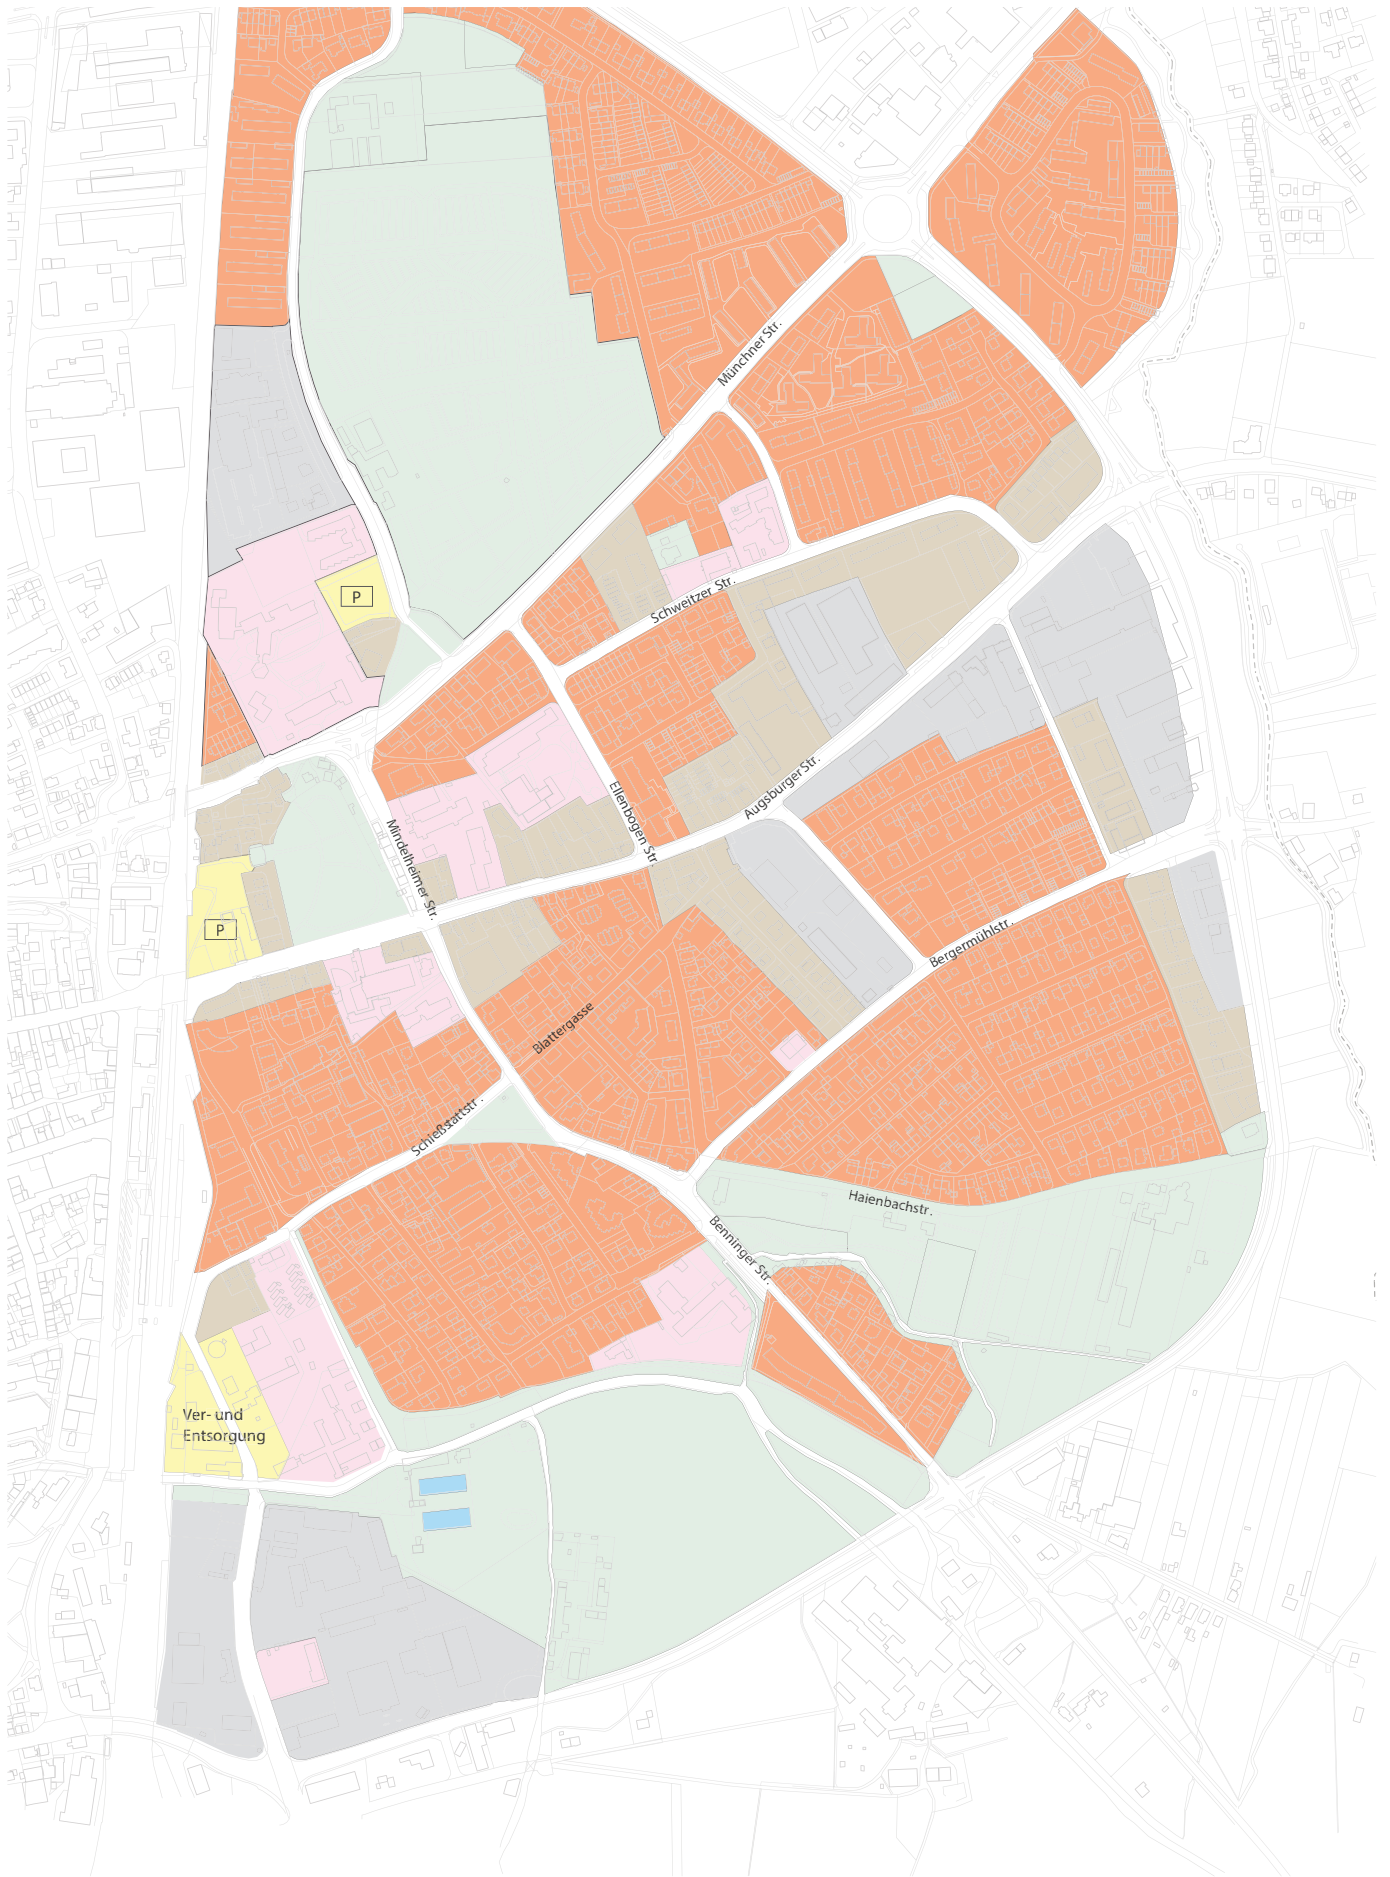 Münchner Str.
P
Schweitzer Str.
Augsburger Str.
Ellenbogen Str.
Mindelheimer Str.
P
Bergermühlstr.
Blattergasse
Schießstattstr.
Haienbachstr.
Benninger Str.
Ver- und
Entsorgung